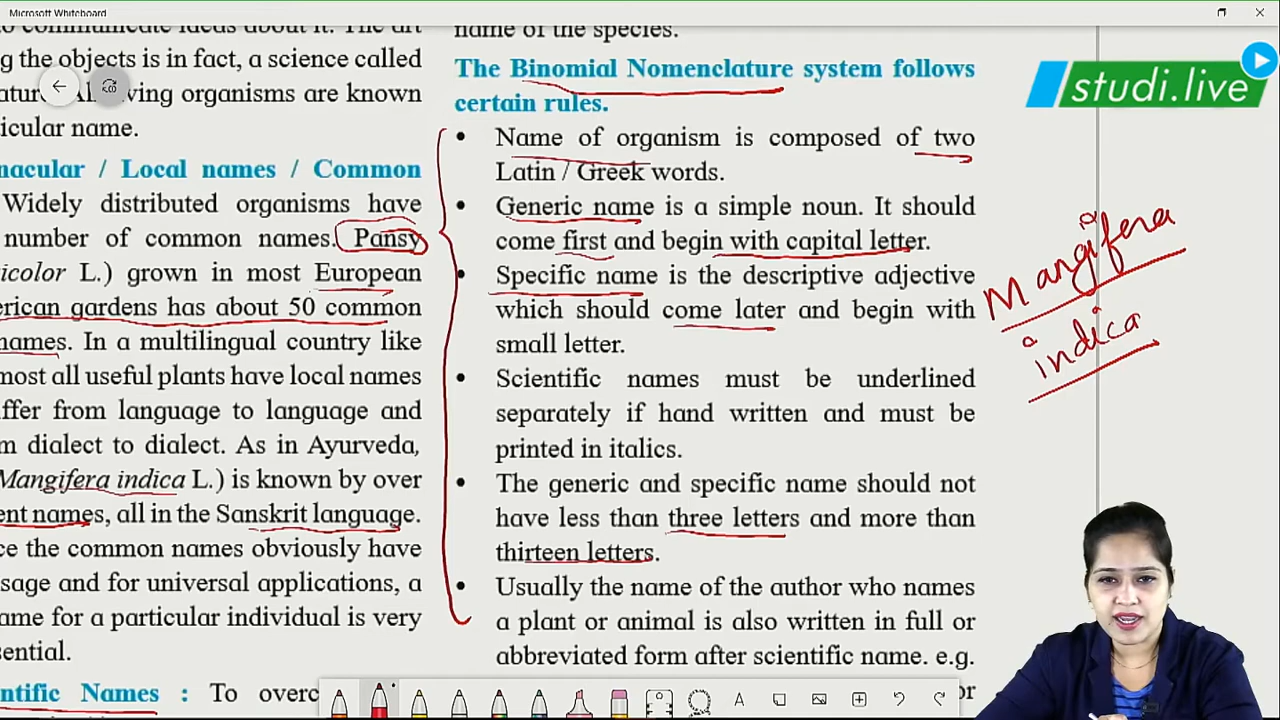 Microsoft Whiteboard
to communicate ideas about it. The art
g the objects is in fact, a science called
living organisms are known
ticular name.
nacular / Local names / Common
Widely distributed organisms have
number of common names. Pansy
icolor L.) grown in most European
erican gardens has about 50 common
names. In a multilingual country like
most all useful plants have local names
iffer from language to language and
m dialect to dialect. As in Ayurveda,
Mangifera indica L.) is known by over
ent names, all in the Sanskrit language.
ce the common names obviously have
sage and for universal applications, a
ame for a particular individual is very
sential.
ntific Names : To overc
name of the species.
The Binomial Nomenclature system follows
certain rules.
• Name of organism is composed of two
Latin / Greek words.
• Generic name is a simple noun. It should
come first and begin with capital letter.
• Specific name is the descriptive adjective
which should come later and begin with
small letter.
• Scientific names must be underlined
separately if hand written and must be
printed in italics.
• The generic and specific name should not
have less than three letters and more than
thirteen letters.
• Usually the name of the author who names
a plant or animal is also written in full or
abbreviated form after scientific name. e.g.
or
studi.live
Mangifera
indica